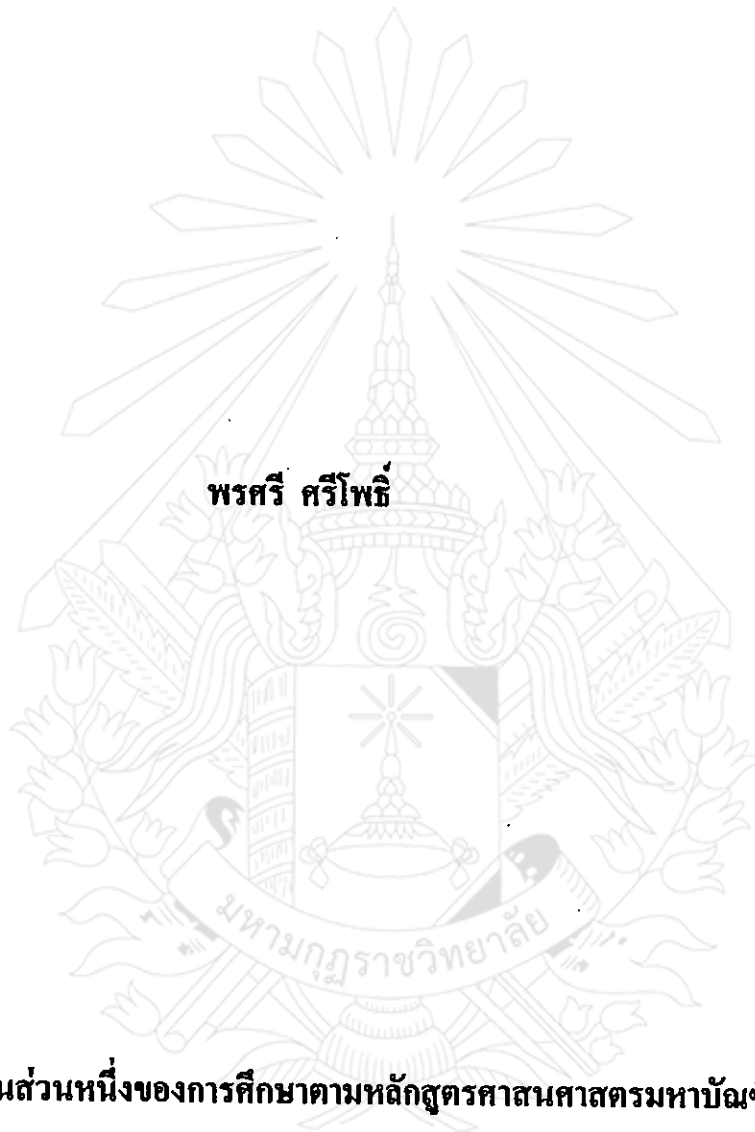 พรศรี ศรีโพธิ์
มหามกุฏราชวิทยาลัย
นส่วนหนึ่งของการศึกษาตามหลักสูตรศาสนศาสตรมหาบัณฑ